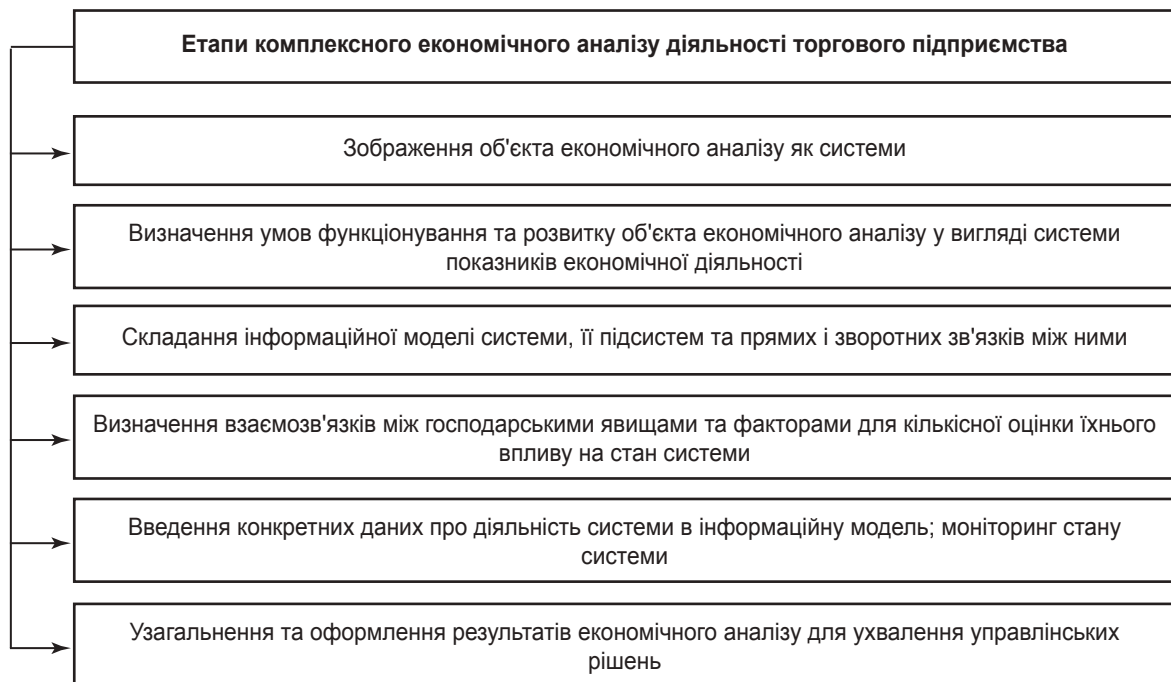 Етапи комплексного економічного аналізу діяльності торгового підприємства
Зображення об'єкта економічного аналізу як системи
Визначення умов функціонування та розвитку об'єкта економічного аналізу у вигляді системи
показників економічної діяльності
Складання інформаційної моделі системи, її підсистем та прямих і зворотних зв'язків між ними
Визначення взаємозв'язків між господарськими явищами та факторами для кількісної оцінки їхнього
впливу на стан системи
Введення конкретних даних про діяльність системи в інформаційну модель; моніторинг стану
системи
Узагальнення та оформлення результатів економічного аналізу для ухвалення управлінських
рішень